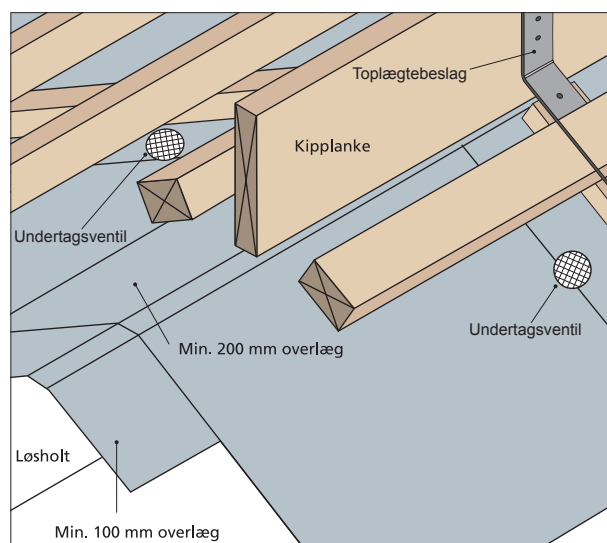 Toplægtebeslag
Kipplanke
Undertagsventil
Undertagsventil
Min. 200 mm overlæg
Løsholt
Min. 100 mm overlæg